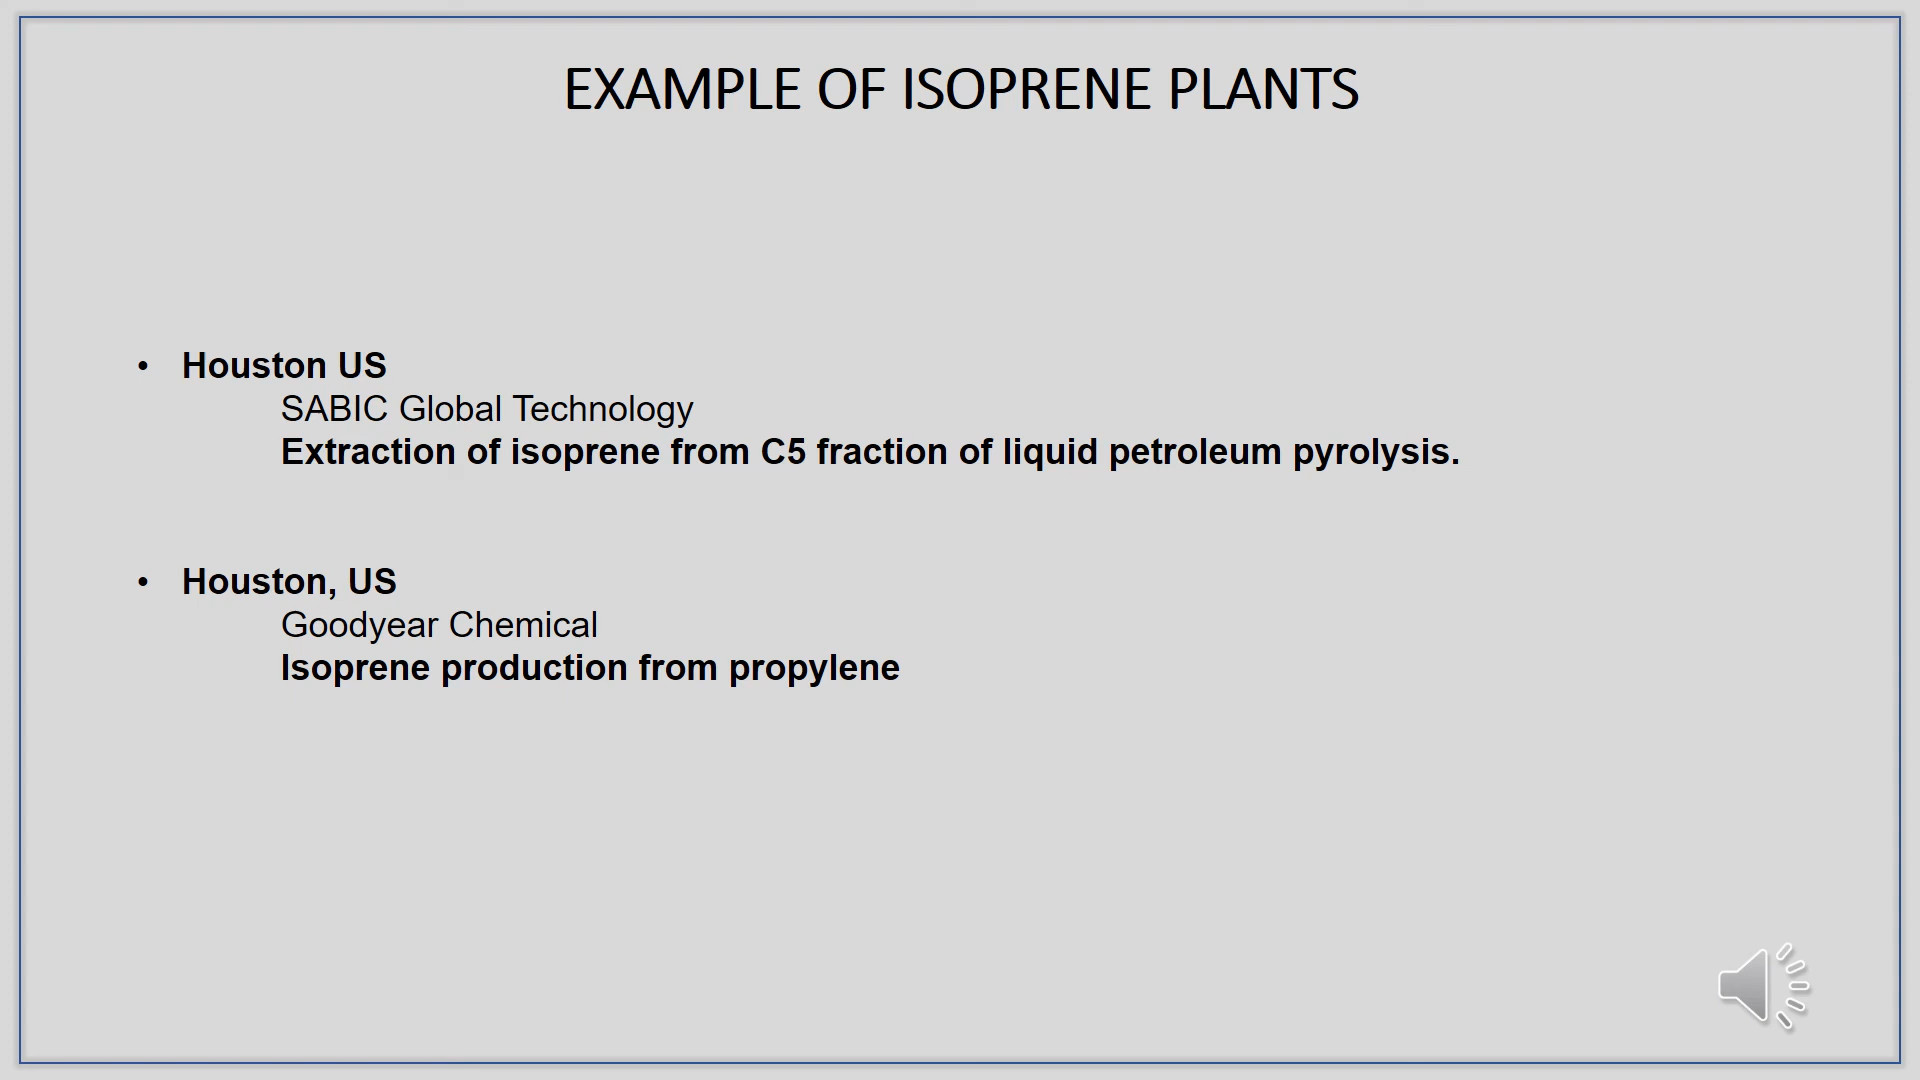 EXAMPLE OF ISOPRENE PLANTS
• Houston US
SABIC Global Technology
Extraction of isoprene from C5 fraction of liquid petroleum pyrolysis.
• Houston, US
Goodyear Chemical
Isoprene production from propylene